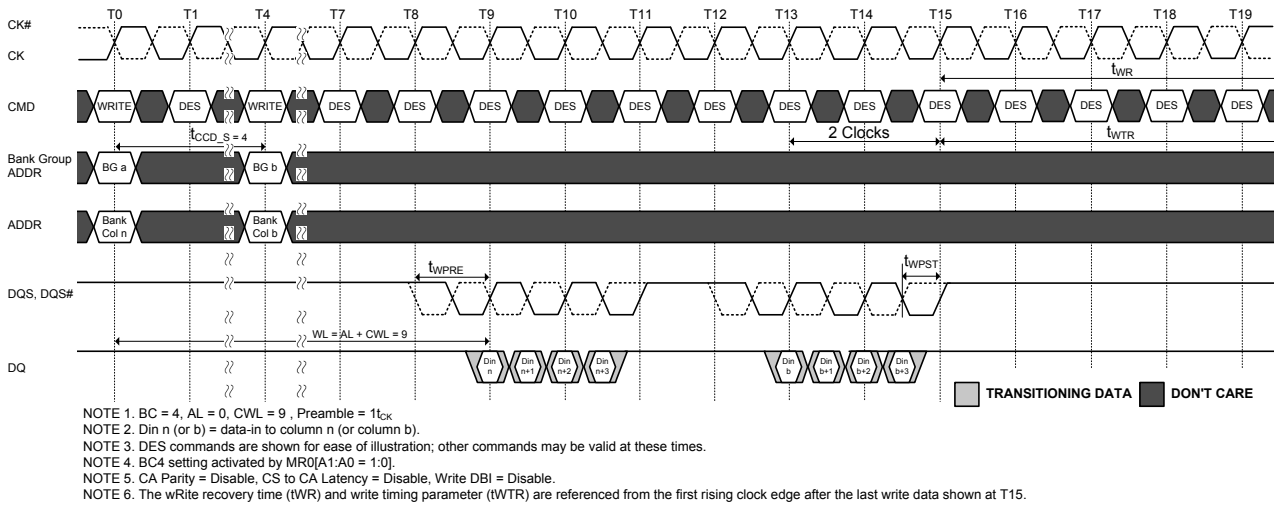 T0 T1 T4 T7 T8 T9 T10 T11 T12 T13 T14 T15 T16 T17 T18 T19
CK#
CK
tWR
CMD
WRITE DES WRITE DES DES DES DES DES DES DES DES DES DES DES DES DES
tCCD_S = 4
2 Clocks
tWTR
Bank Group
ADDR
BG a BG b
ADDR
Bank
Col n
Bank
Col b
tWPRE
tWPST
DQS, DQS#
WL = AL + CWL = 9
DQ
Din
n
Din
n+1
Din
n+2
Din
n+3
Din
b
Din
b+1
Din
b+2
Din
b+3
TRANSITIONING DATA DON'T CARE
NOTE 1. BC = 4, AL = 0, CWL = 9 , Preamble = 1tCK
NOTE 2. Din n (or b) = data-in to column n (or column b).
NOTE 3. DES commands are shown for ease of illustration; other commands may be valid at these times.
NOTE 4. BC4 setting activated by MR0[A1:A0 = 1:0].
NOTE 5. CA Parity = Disable, CS to CA Latency = Disable, Write DBI = Disable.
NOTE 6. The wRite recovery time (tWR) and write timing parameter (tWTR) are referenced from the first rising clock edge after the last write data shown at T15.